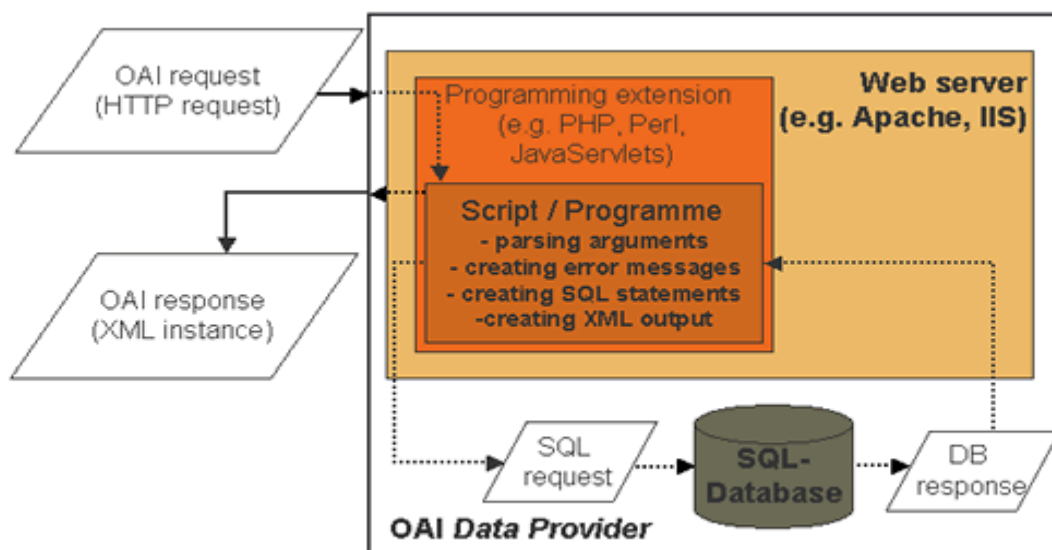 OAI request
(HTTP request)
Programming extension
(e.g. PHP, Perl,
JavaServlets)
Web server
(e.g. Apache, IIS)
Script / Programme
- parsing arguments
- creating error messages
- creating SQL statements
-creating XML output
OAI response
(XML instance)
SQL
request
SQL-
Database
DB
response
OAI Data Provider